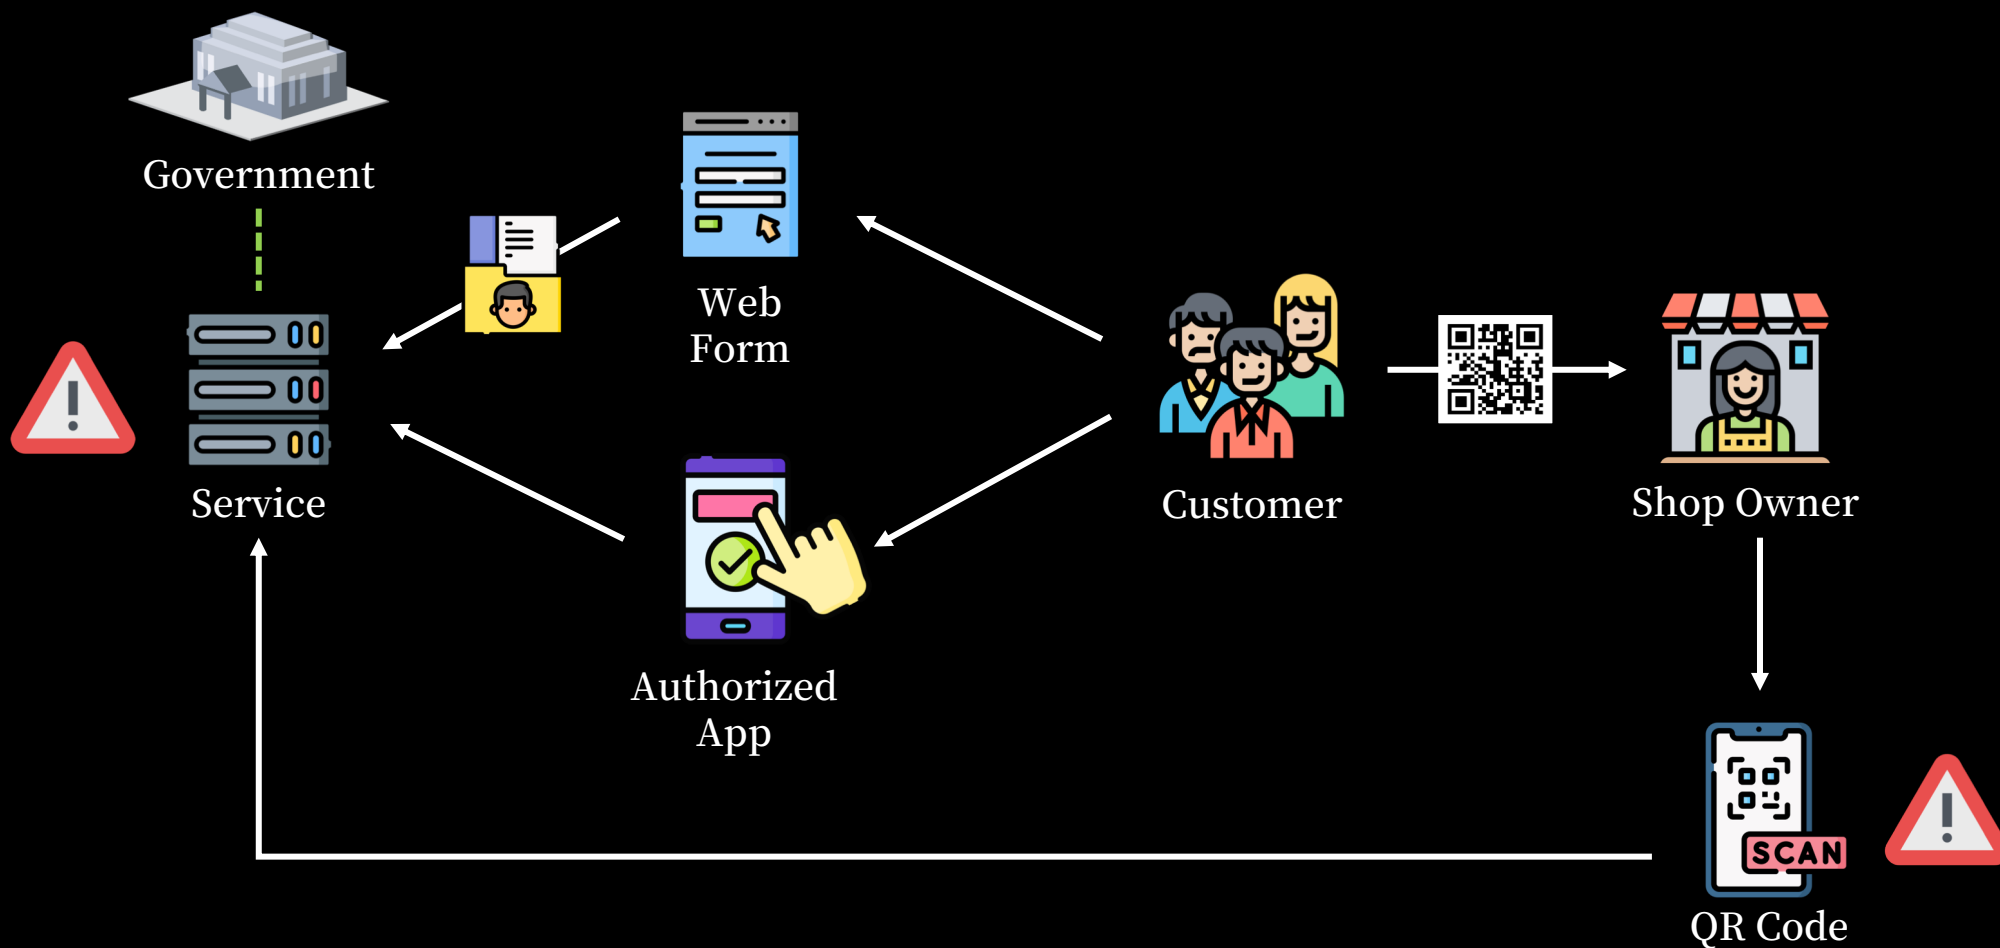 Government
Web
Form
Service
Customer
Shop Owner
Authorized
App
SCAN
QR Code